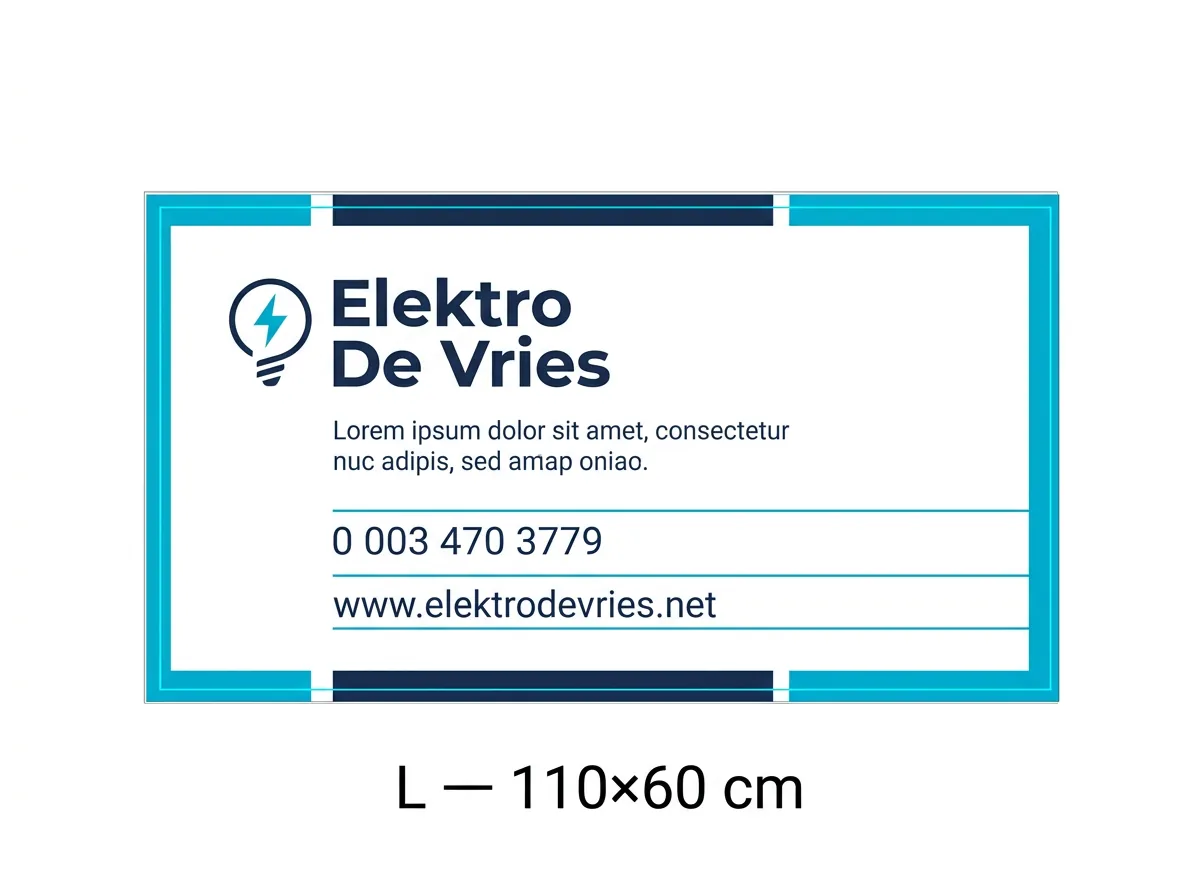 Elektro
De Vries
Lorem ipsum dolor sit amet, consectetur
nuc adipis, sed amap oniao.
0 003 470 3779
www.elektrodevries.net
L — 110×60 cm